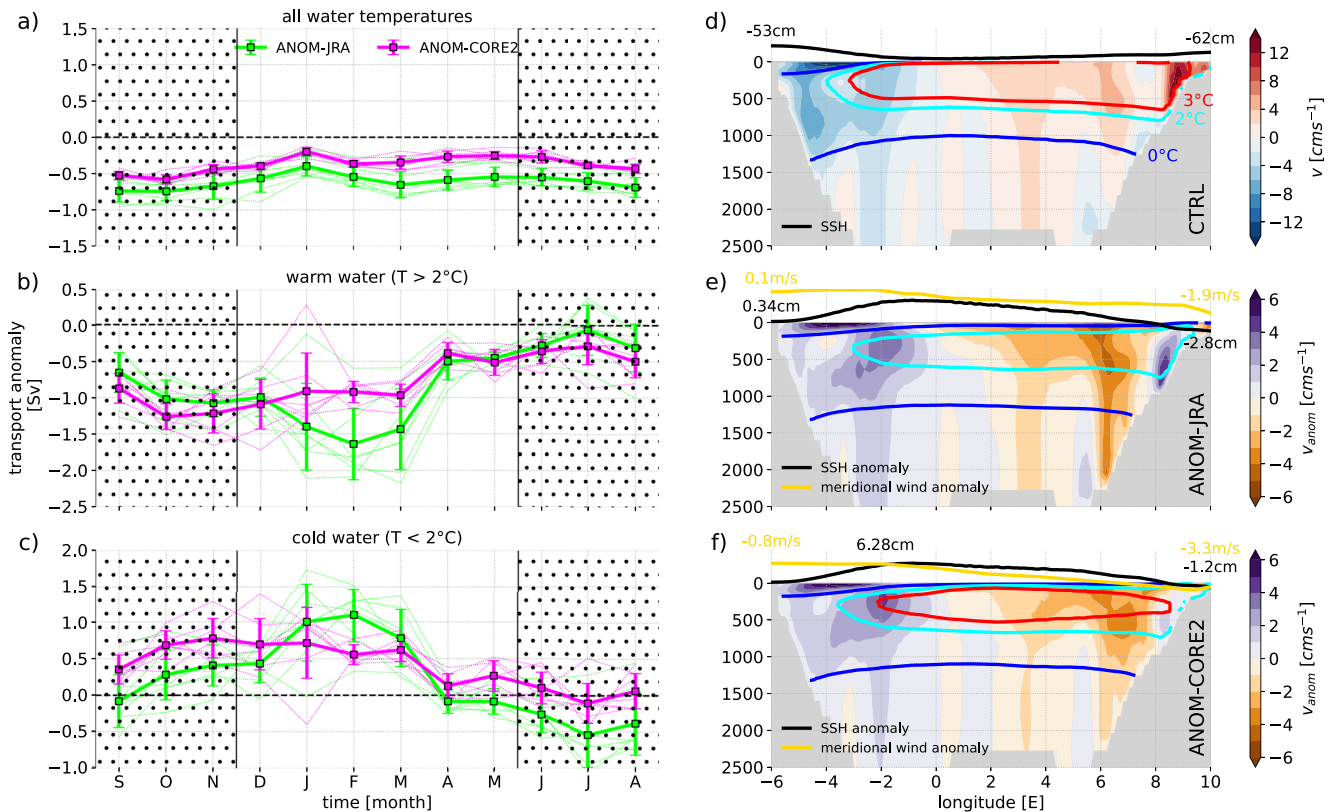 a)
all water temperatures
ANOM-JRA
ANOM-CORE2
1.5
1.0
0.5
0.0
−0.5
−1.0
−1.5
b)
warm water (T > 2°C)
0.5
0.0
−0.5
−1.0
−1.5
−2.0
−2.5
transport anomaly
[Sv]
c)
cold water (T < 2°C)
2.0
1.5
1.0
0.5
0.0
−0.5
−1.0
S O N D J F M A M J J A
time [month]
d)
-53cm
-62cm
0
500
1000
1500
2000
2500
3°C
2°C
0°C
SSH
CTRL
12
8
4
0
−4
−8
−12
v [cms⁻¹]
e)
0.1m/s
-1.9m/s
0.34cm
-2.8cm
0
500
1000
1500
2000
2500
SSH anomaly
meridional wind anomaly
ANOM-JRA
6
4
2
0
−2
−4
−6
v_anom [cms⁻¹]
f)
-0.8m/s
6.28cm
-3.3m/s
-1.2cm
0
500
1000
1500
2000
2500
SSH anomaly
meridional wind anomaly
ANOM-CORE2
6
4
2
0
−2
−4
−6
v_anom [cms⁻¹]
−6 −4 −2 0 2 4 6 8 10
longitude [E]